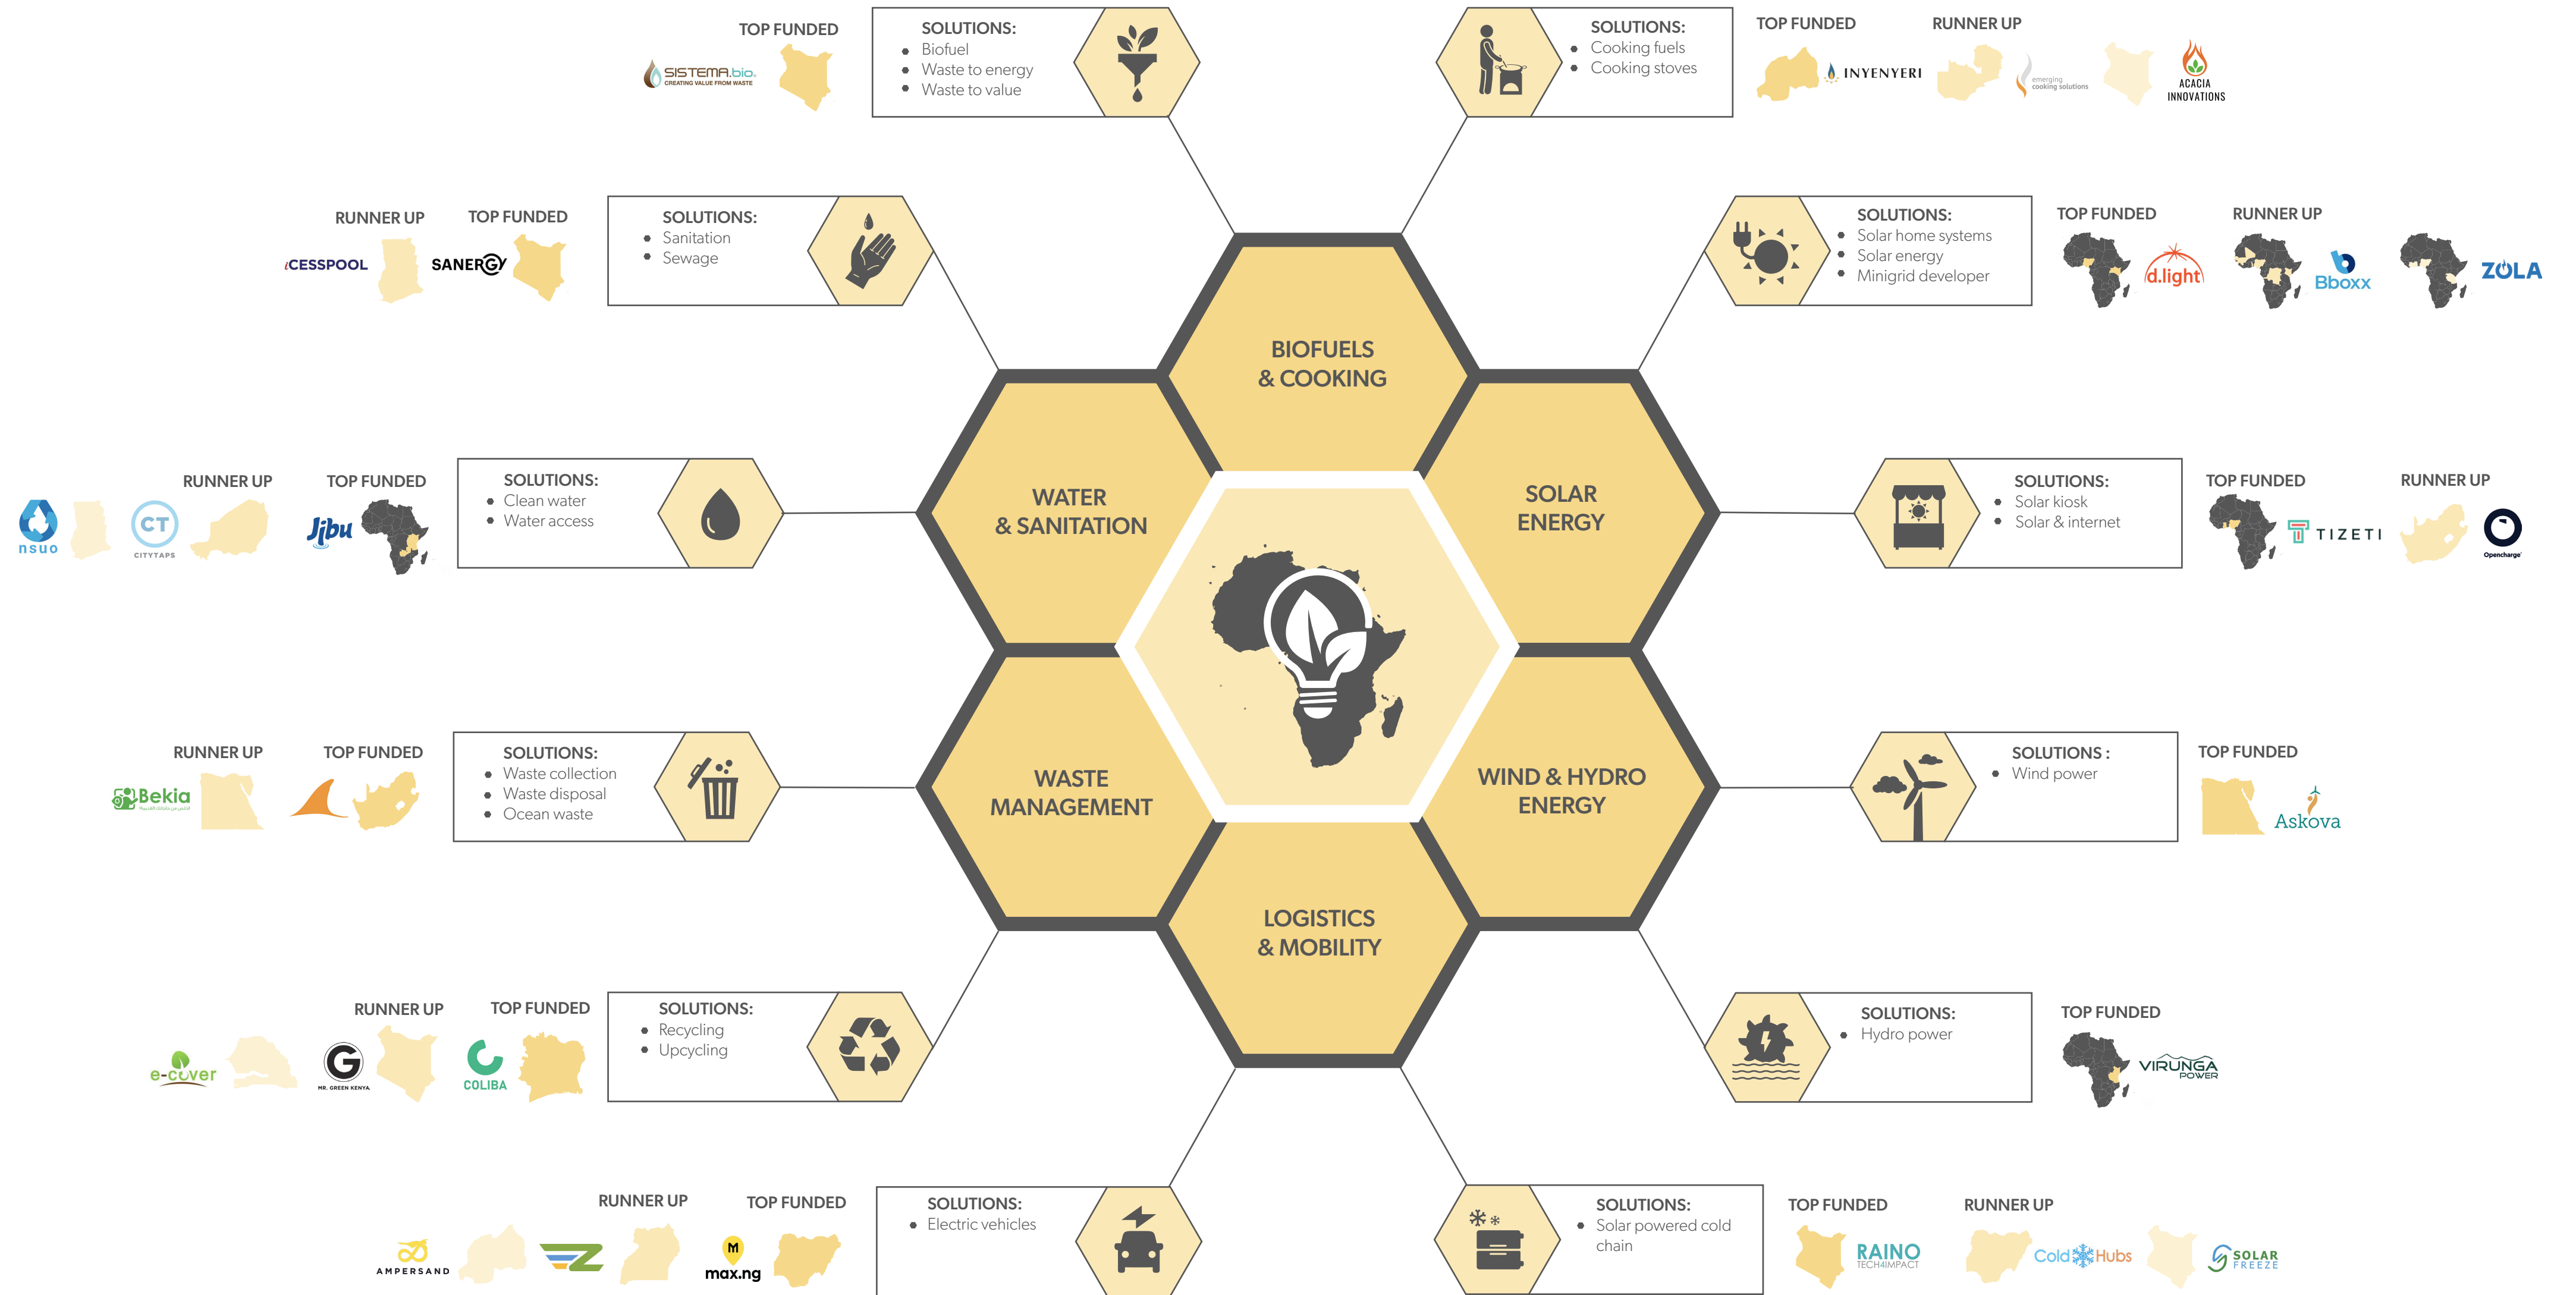 TOP FUNDED
SISTEMA.bio
CREATING VALUE FROM WASTE
SOLUTIONS:
Biofuel
Waste to energy
Waste to value
SOLUTIONS:
Cooking fuels
Cooking stoves
TOP FUNDED
INYENYERI
RUNNER UP
emerging
cooking solutions
ACACIA
INNOVATIONS
RUNNER UP
iCESSPOOL
TOP FUNDED
SANERGY
SOLUTIONS:
Sanitation
Sewage
SOLUTIONS:
Solar home systems
Solar energy
Minigrid developer
TOP FUNDED
d.light
RUNNER UP
Bboxx
ZOLA
BIOFUELS
& COOKING
WATER
& SANITATION
SOLAR
ENERGY
WASTE
MANAGEMENT
WIND & HYDRO
ENERGY
LOGISTICS
& MOBILITY
nsuo
RUNNER UP
CT
CITYTAPS
TOP FUNDED
Jibu
SOLUTIONS:
Clean water
Water access
SOLUTIONS:
Solar kiosk
Solar & internet
TOP FUNDED
TIZETI
RUNNER UP
Opencharge
RUNNER UP
Bekia
TOP FUNDED
SOLUTIONS:
Waste collection
Waste disposal
Ocean waste
SOLUTIONS :
Wind power
TOP FUNDED
Askova
e-cover
RUNNER UP
G
MR. GREEN KENYA
TOP FUNDED
COLIBA
SOLUTIONS:
Recycling
Upcycling
SOLUTIONS:
Hydro power
TOP FUNDED
VIRUNGA
POWER
AMPERSAND
RUNNER UP
Z
TOP FUNDED
M
max.ng
SOLUTIONS:
Electric vehicles
SOLUTIONS:
Solar powered cold
chain
TOP FUNDED
RAINO
TECH4IMPACT
RUNNER UP
Cold Hubs
SOLAR
FREEZE